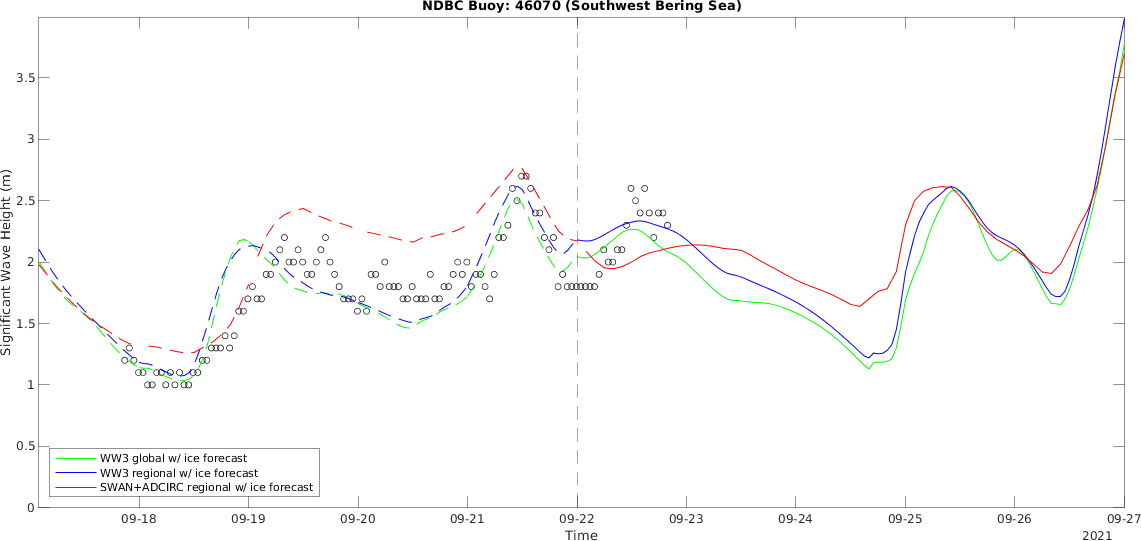 NDBC Buoy: 46070 (Southwest Bering Sea)
Significant Wave Height (m)
3.5
3
2.5
2
1.5
1
0.5
0
WW3 global w/ ice forecast
WW3 regional w/ ice forecast
SWAN+ADCIRC regional w/ ice forecast
09-18 09-19 09-20 09-21 09-22 09-23 09-24 09-25 09-26 09-27
Time
2021